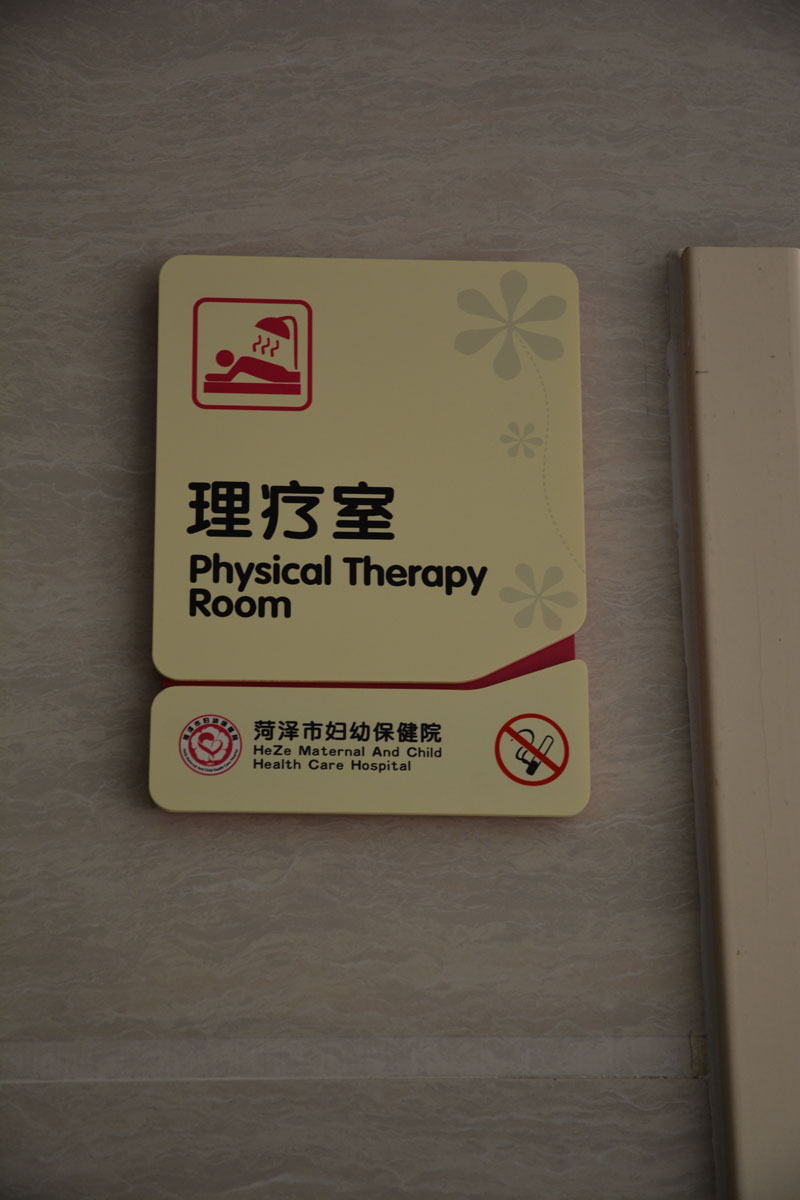 理疗室
Physical Therapy
Room
菏泽市妇幼保健院
HeZe Maternal And Child
Health Care Hospital